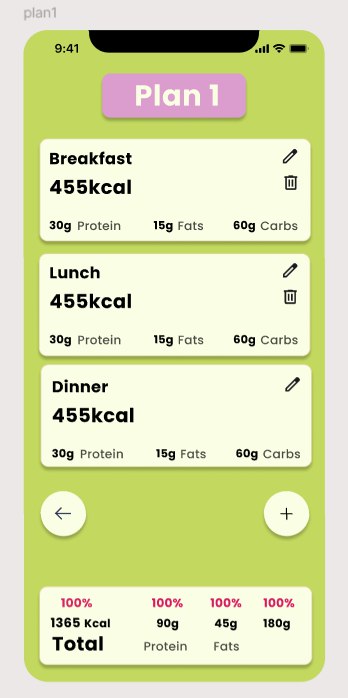 plan1
9:41
Plan 1
Breakfast
455kcal
30g Protein 15g Fats 60g Carbs
Lunch
455kcal
30g Protein 15g Fats 60g Carbs
Dinner
455kcal
30g Protein 15g Fats 60g Carbs
100% 100% 100% 100%
1365 Kcal 90g 45g 180g
Total Protein Fats